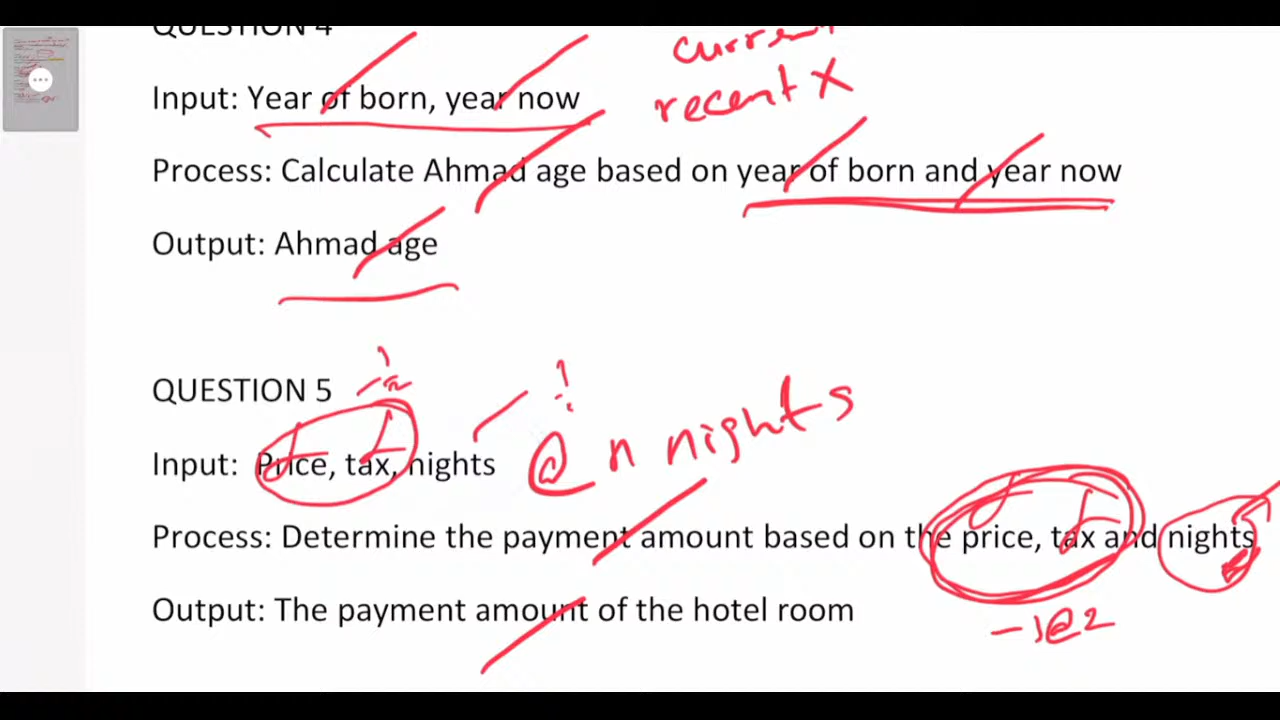 QUESTION 4
current
Input: Year of born, year now
recent X
Process: Calculate Ahmad age based on year of born and year now
Output: Ahmad age
QUESTION 5
Input: Price, tax, nights @ n nights
Process: Determine the payment amount based on the price, tax and nights
Output: The payment amount of the hotel room
-1@2